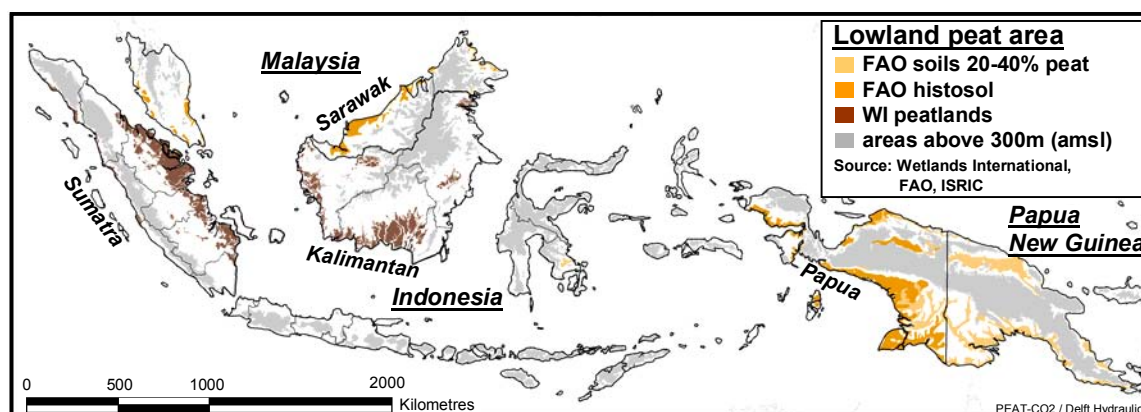 Lowland peat area
FAO soils 20-40% peat
FAO histosol
WI peatlands
areas above 300m (amsl)
Source: Wetlands International,
FAO, ISRIC
Malaysia
Sarawak
Sumatra
Kalimantan
Indonesia
Papua
Papua
New Guinea
0 500 1000 2000
Kilometres
PEAT-CO2 / Delft Hydraulic